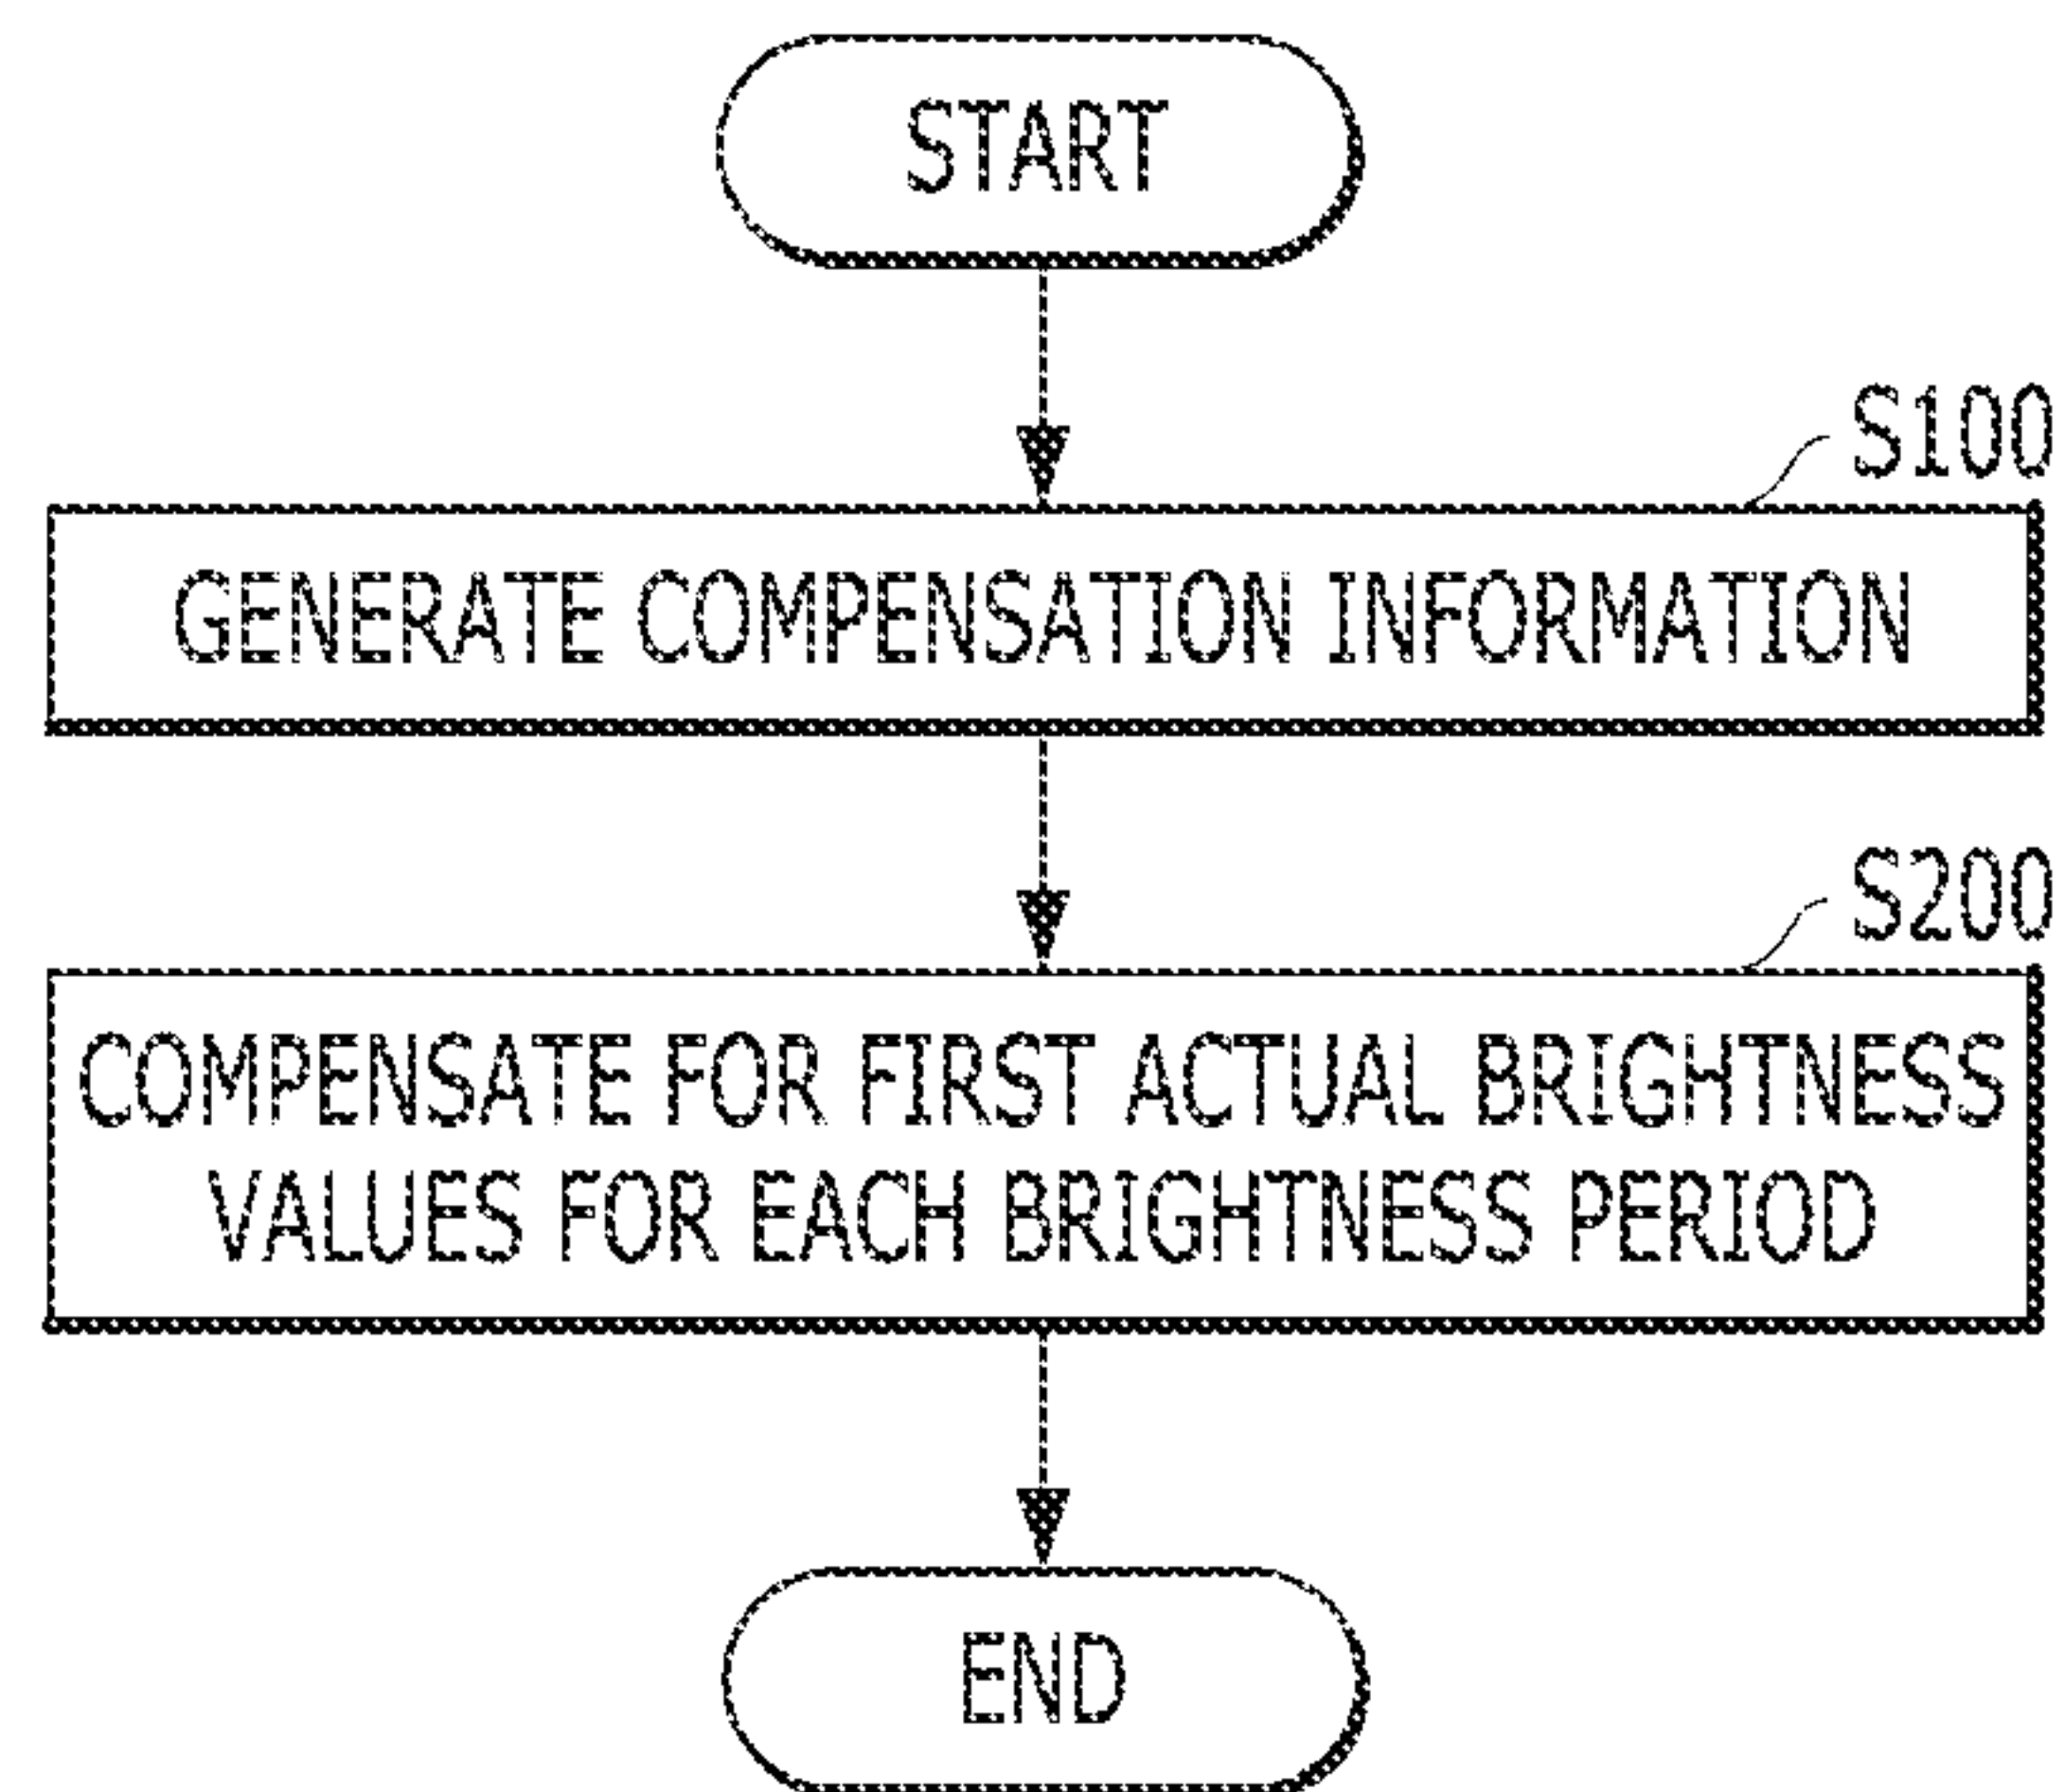 START
S100
GENERATE COMPENSATION INFORMATION
S200
COMPENSATE FOR FIRST ACTUAL BRIGHTNESS
VALUES FOR EACH BRIGHTNESS PERIOD
END